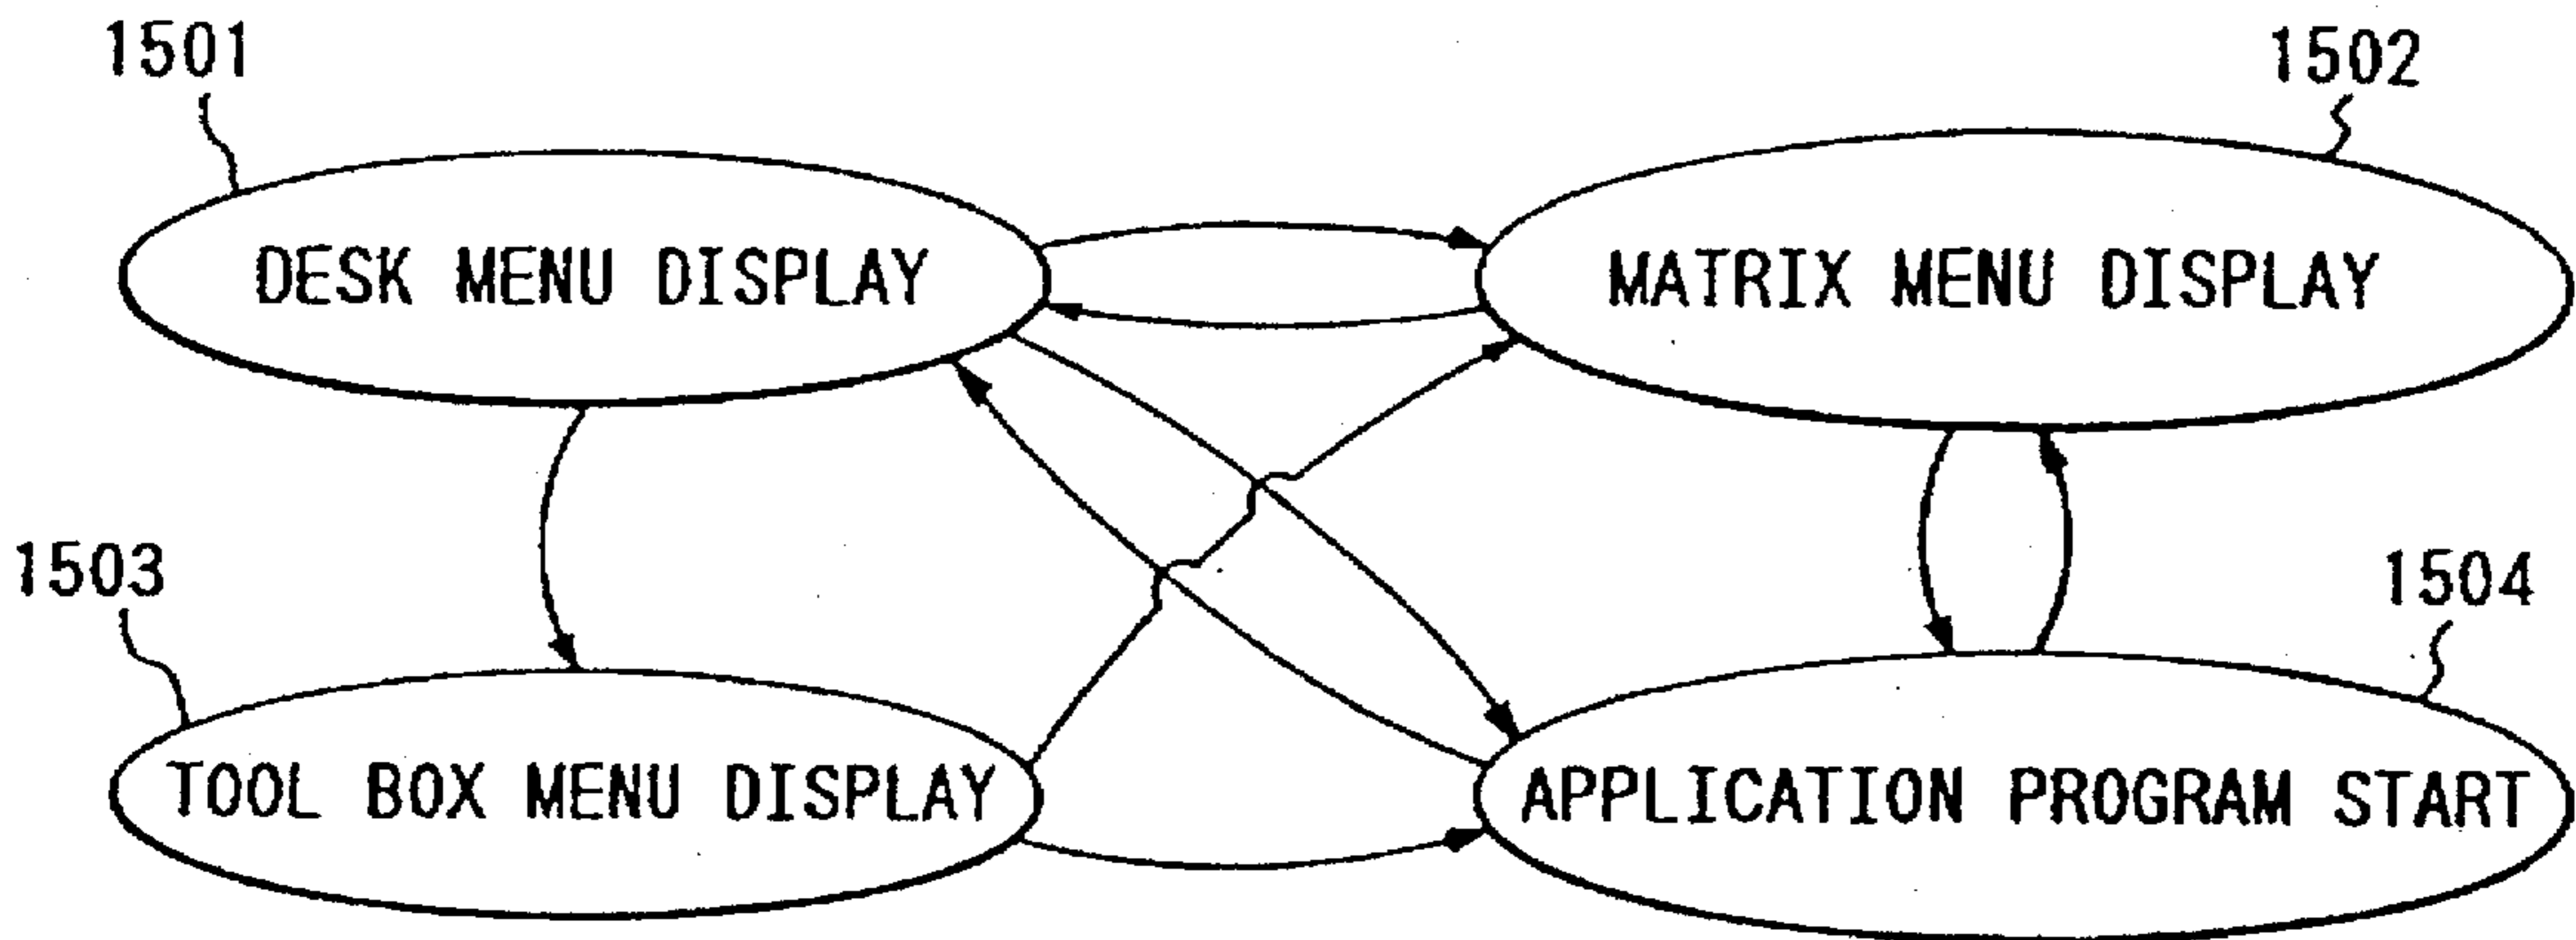 1501
1502
DESK MENU DISPLAY
MATRIX MENU DISPLAY
1503
1504
TOOL BOX MENU DISPLAY
APPLICATION PROGRAM START